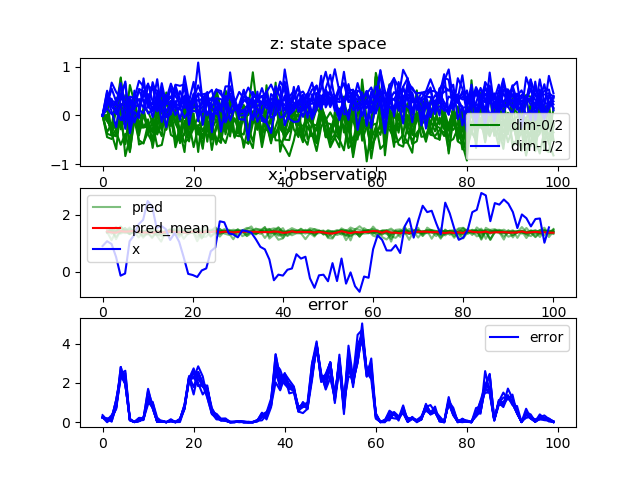 z: state space
1
0
−1
dim-0/2
dim-1/2
0 20 40 60 80 100
x: observation
2
0
pred
pred_mean
x
0 20 40 60 80 100
error
4
2
0
error
0 20 40 60 80 100